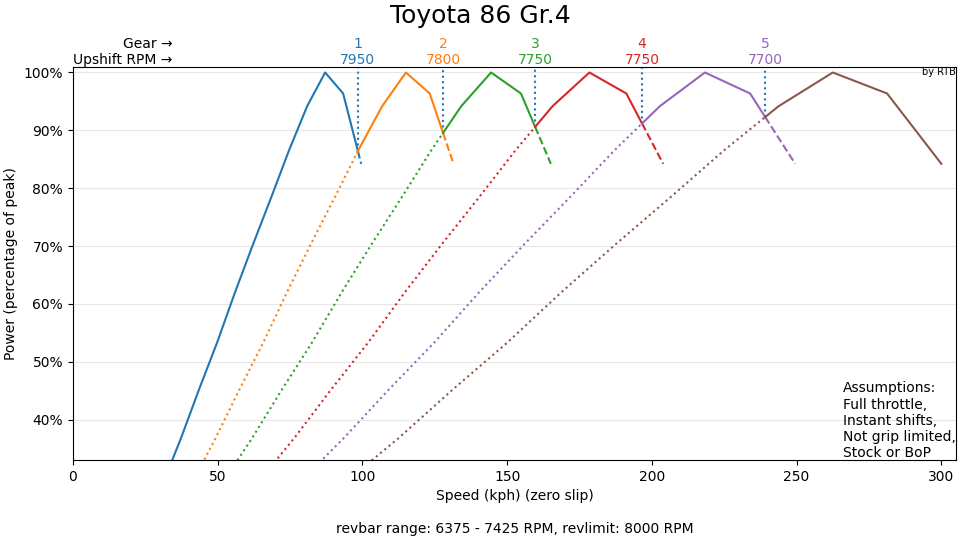 Toyota 86 Gr.4
Gear → 1 2 3 4 5
Upshift RPM → 7950 7800 7750 7750 7700
by RTB
100%
90%
80%
70%
60%
50%
40%
Power (percentage of peak)
Assumptions:
Full throttle,
Instant shifts,
Not grip limited,
Stock or BoP
0 50 100 150 200 250 300
Speed (kph) (zero slip)
revbar range: 6375 - 7425 RPM, revlimit: 8000 RPM